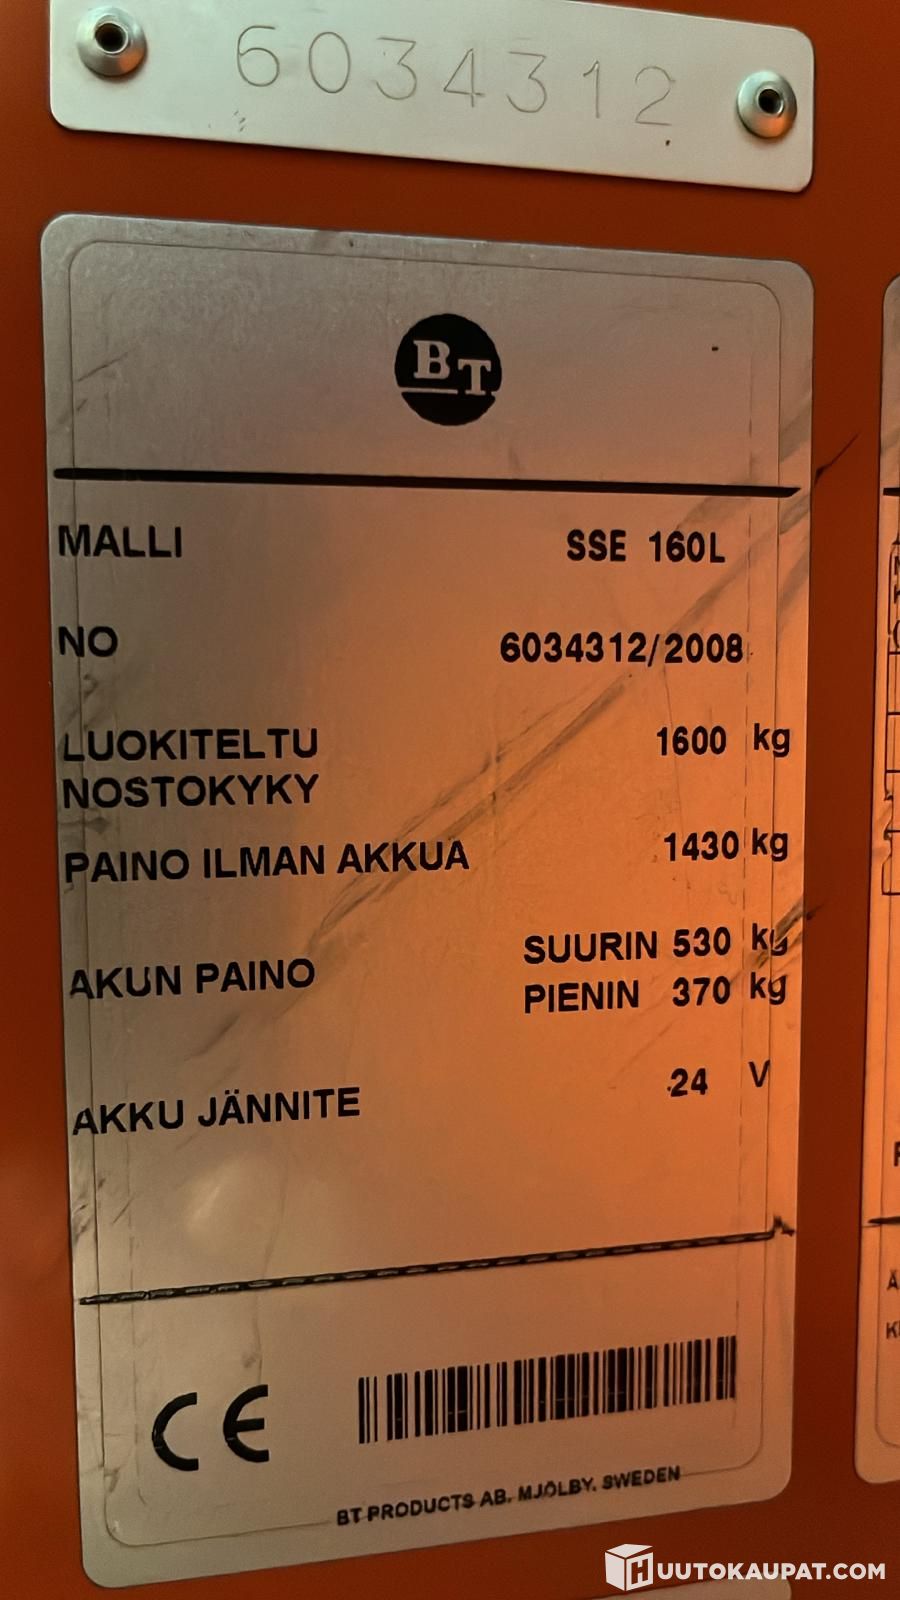 6034312
BT
MALLI SSE 160L
NO 6034312/2008
LUOKITELTU 1600 kg
NOSTOKYKY
PAINO ILMAN AKKUA 1430 kg
SUURIN 530 kg
AKUN PAINO
PIENIN 370 kg
AKKU JÄNNITE 24 V
CE
BT PRODUCTS AB. MJÖLBY. SWEDEN
HUUTOKAUPAT.COM